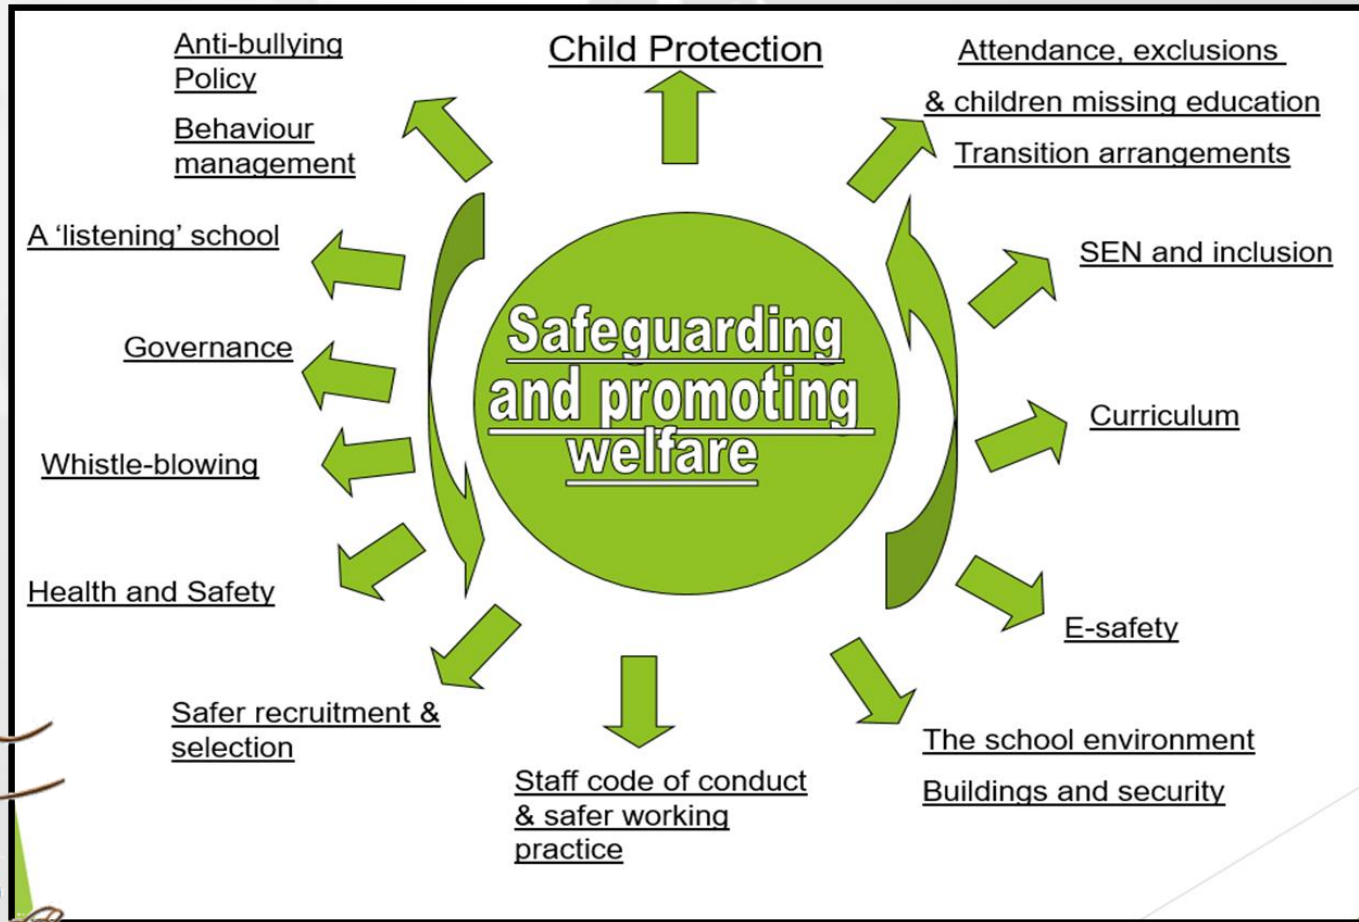 Child Protection
Attendance, exclusions
& children missing education
Transition arrangements
SEN and inclusion
Curriculum
E-safety
The school environment
Buildings and security
Staff code of conduct
& safer working
practice
Safer recruitment &
selection
Health and Safety
Whistle-blowing
Governance
A ‘listening’ school
Anti-bullying
Policy
Behaviour
management
Safeguarding
and promoting
welfare